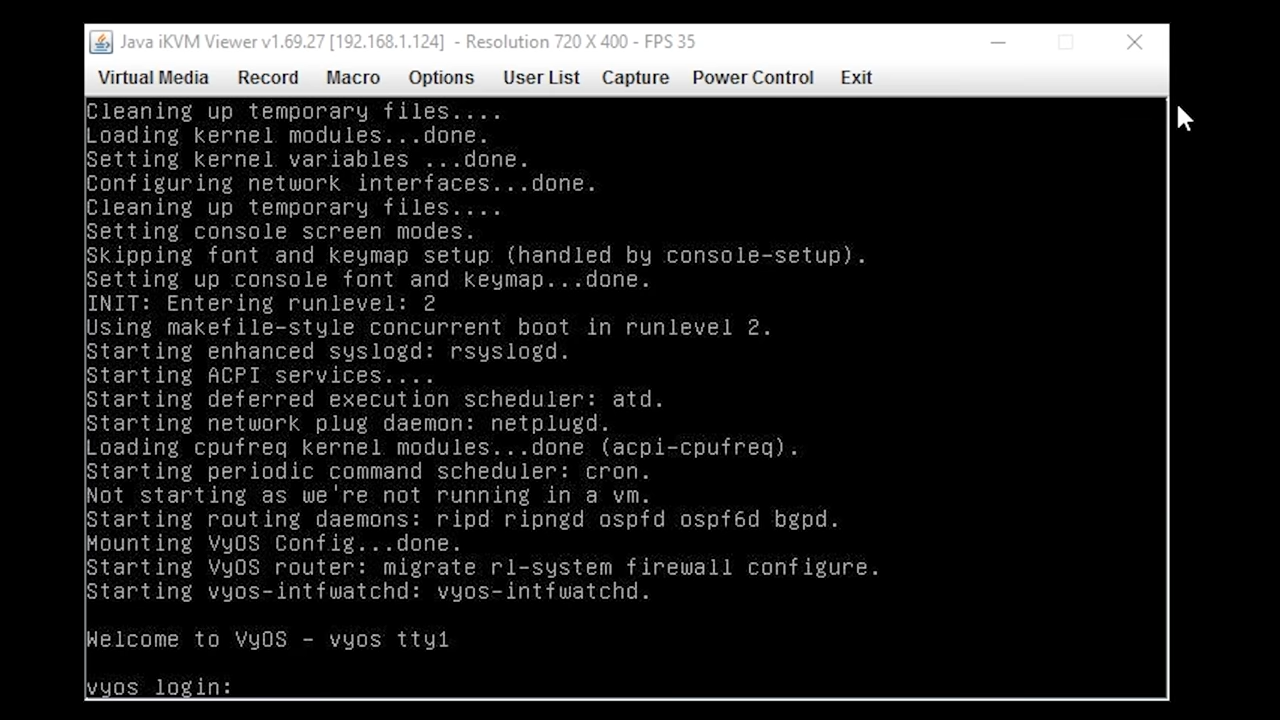 Java iKVM Viewer v1.69.27 [192.168.1.124] - Resolution 720 X 400 - FPS 35
Virtual Media Record Macro Options User List Capture Power Control Exit
Cleaning up temporary files....
Loading kernel modules...done.
Setting kernel variables ...done.
Configuring network interfaces...done.
Cleaning up temporary files....
Setting console screen modes.
Skipping font and keymap setup (handled by console-setup).
Setting up console font and keymap...done.
INIT: Entering runlevel: 2
Using makefile-style concurrent boot in runlevel 2.
Starting enhanced syslogd: rsyslogd.
Starting ACPI services....
Starting deferred execution scheduler: atd.
Starting network plug daemon: netplugd.
Loading cpufreq kernel modules...done (acpi-cpufreq).
Starting periodic command scheduler: cron.
Not starting as we're not running in a vm.
Starting routing daemons: ripd ripngd ospfd ospf6d bgpd.
Mounting VyOS Config...done.
Starting VyOS router: migrate rl-system firewall configure.
Starting vyos-intfwatchd: vyos-intfwatchd.
Welcome to VyOS - vyos tty1
vyos login: